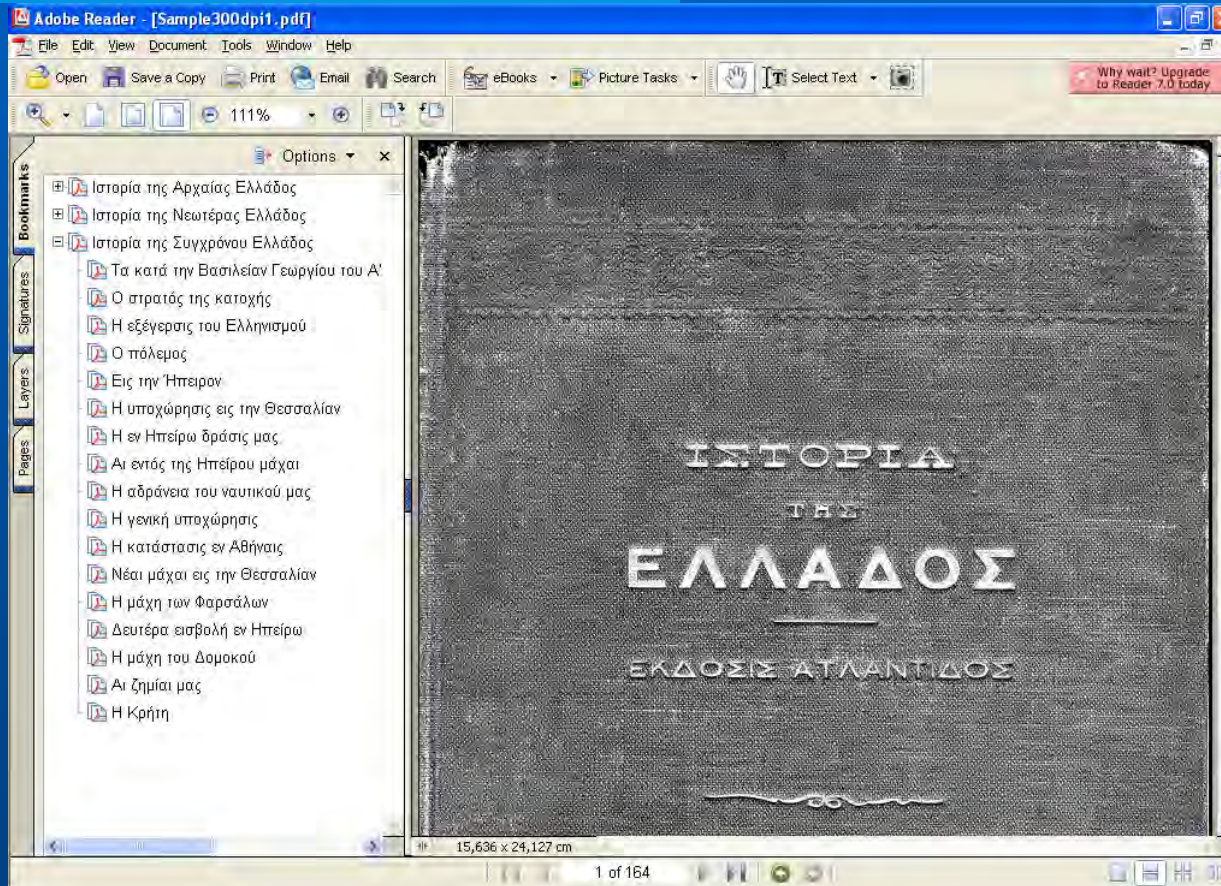 Adobe Reader - [Sample300dpi1.pdf]
File Edit View Document Tools Window Help
Open Save a Copy Print Email Search eBooks Picture Tasks Select Text
Why wait? Upgrade
to Reader 7.0 today
111%
Options
Bookmarks
Signatures
Layers
Pages
Ιστορία της Αρχαίας Ελλάδος
Ιστορία της Νεωτέρας Ελλάδος
Ιστορία της Συγχρόνου Ελλάδος
Τα κατά την Βασιλείαν Γεωργίου του Α'
Ο στρατός της κατοχής
Η εξέγερσις του Ελληνισμού
Ο πόλεμος
Εις την Ήπειρον
Η υποχώρησις εις την Θεσσαλίαν
Η εν Ηπείρω δράσις μας
Αι εντός της Ηπείρου μάχαι
Η αδράνεια του ναυτικού μας
Η γενική υποχώρησις
Η κατάστασις εν Αθήναις
Νέαι μάχαι εις την Θεσσαλίαν
Η μάχη των Φαρσάλων
Δευτέρα εισβολή εν Ηπείρω
Η μάχη του Δομοκού
Αι ζημίαι μας
Η Κρήτη
ΙΣΤΟΡΙΑ
ΤΗΣ
ΕΛΛΑΔΟΣ
ΕΚΔΟΣΙΣ ΑΤΛΑΝΤΙΔΟΣ
15,636 x 24,127 cm
1 of 164